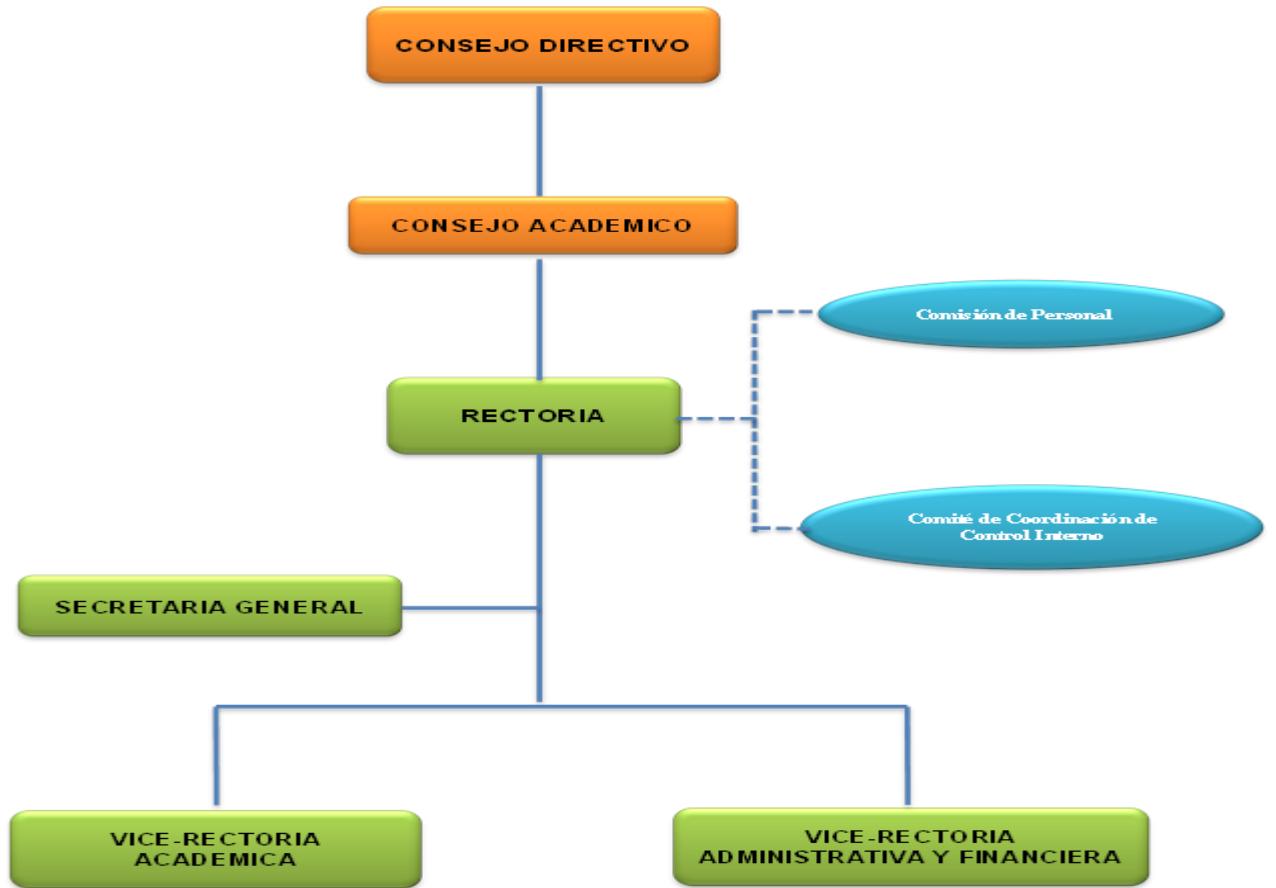 CONSEJO DIRECTIVO
CONSEJO ACADEMICO
Comisión de Personal
RECTORIA
Comité de Coordinación de
Control Interno
SECRETARIA GENERAL
VICE-RECTORIA
ACADEMICA
VICE-RECTORIA
ADMINISTRATIVA Y FINANCIERA